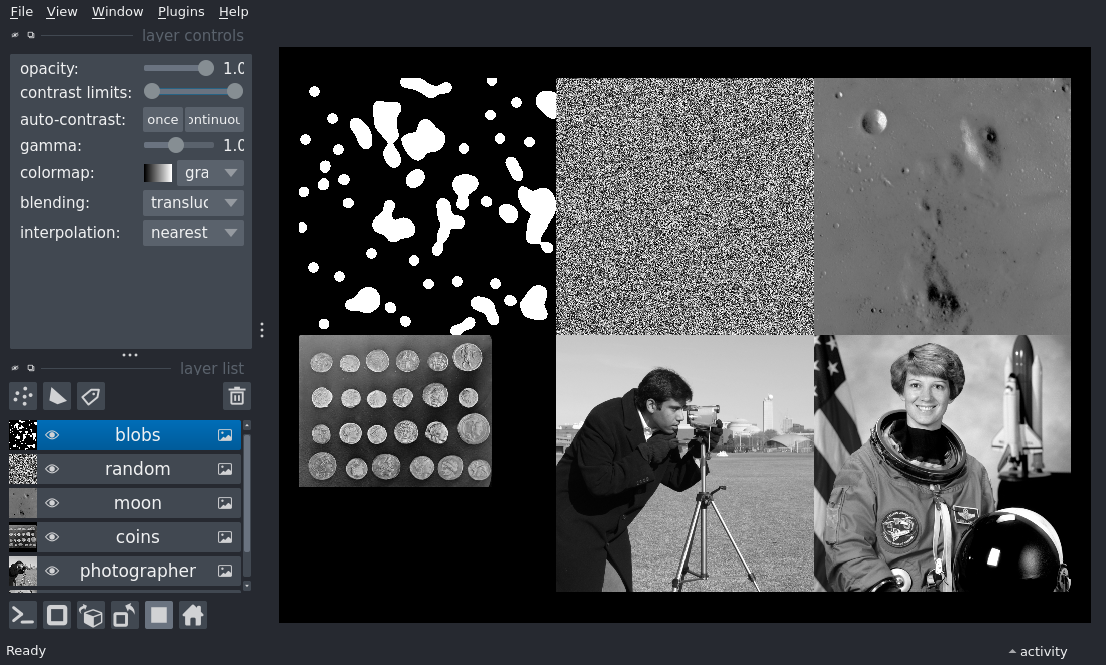 File View Window Plugins Help
layer controls
opacity: 1.0
contrast limits:
auto-contrast: once ontinuou
gamma: 1.0
colormap: gra
blending: transluc
interpolation: nearest
layer list
blobs
random
moon
coins
photographer
Ready
activity